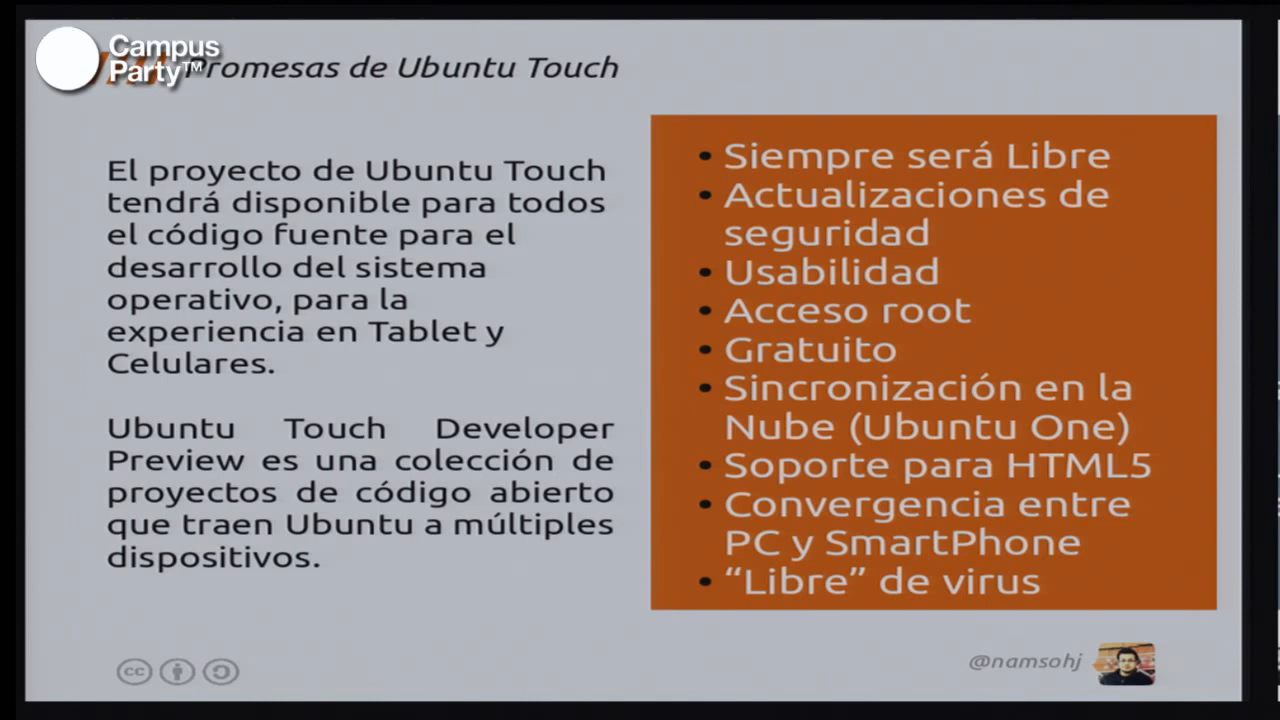 Campus
Party™
Promesas de Ubuntu Touch
El proyecto de Ubuntu Touch
tendrá disponible para todos
el código fuente para el
desarrollo del sistema
operativo, para la
experiencia en Tablet y
Celulares.
Ubuntu Touch Developer
Preview es una colección de
proyectos de código abierto
que traen Ubuntu a múltiples
dispositivos.
• Siempre será Libre
• Actualizaciones de
seguridad
• Usabilidad
• Acceso root
• Gratuito
• Sincronización en la
Nube (Ubuntu One)
• Soporte para HTML5
• Convergencia entre
PC y SmartPhone
• “Libre” de virus
cc
@namsohj